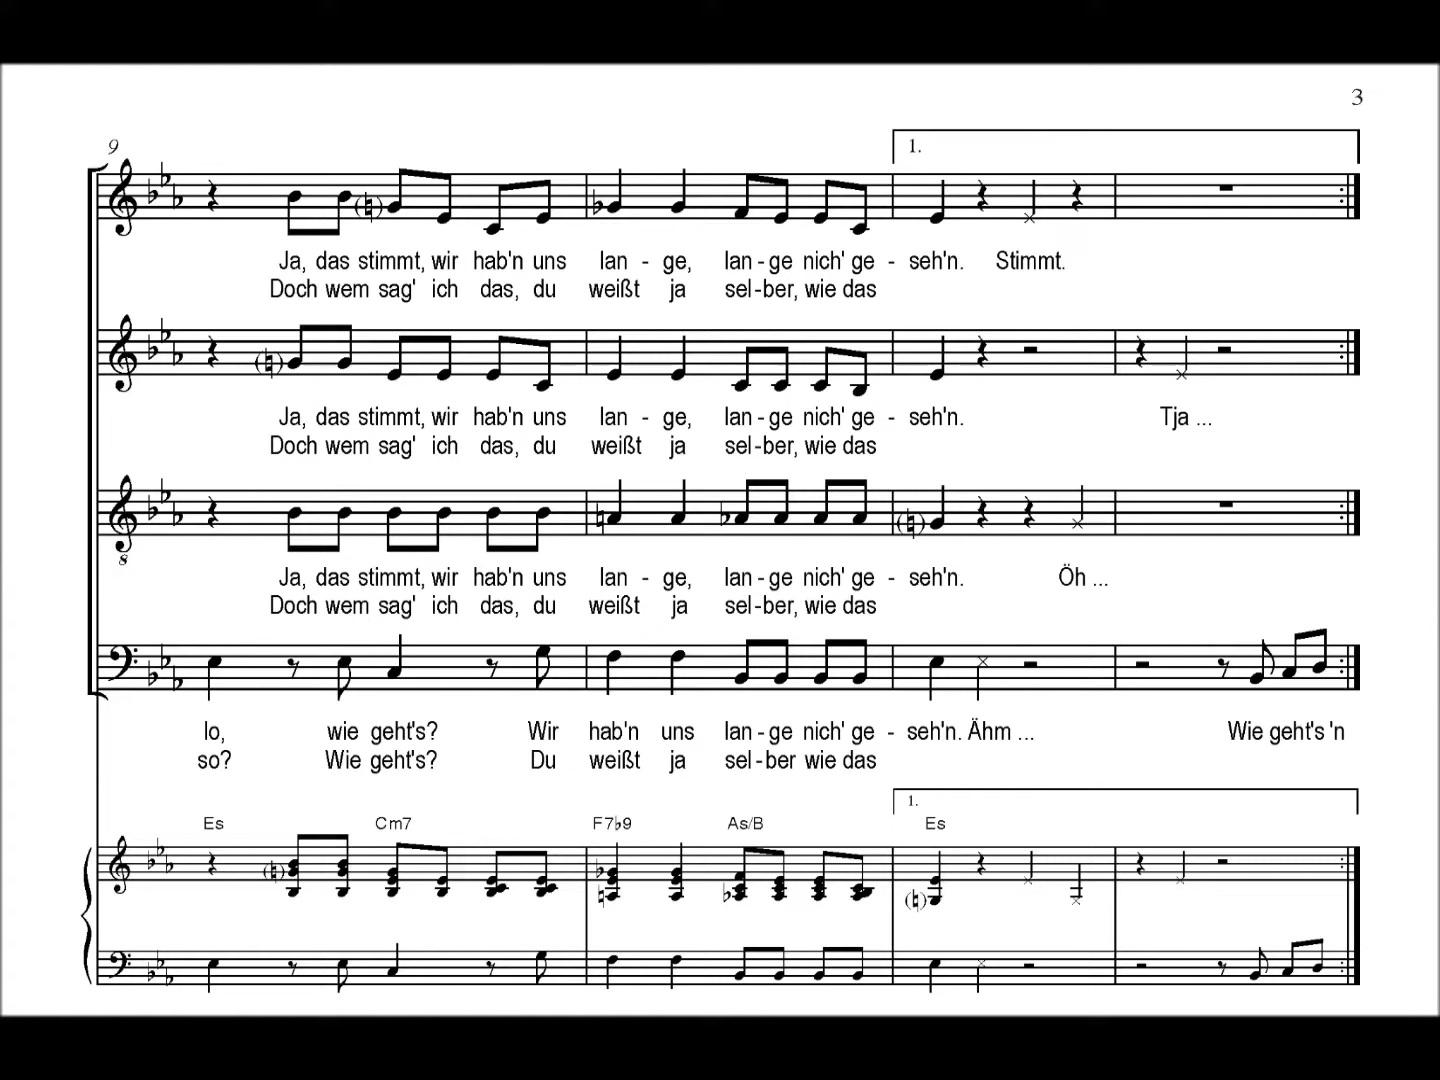 3
9
1.
Ja, das stimmt, wir hab'n uns lan - ge, lan - ge nich' ge - seh'n. Stimmt.
Doch wem sag' ich das, du weißt ja sel-ber, wie das
Ja, das stimmt, wir hab'n uns lan - ge, lan - ge nich' ge - seh'n. Tja ...
Doch wem sag' ich das, du weißt ja sel-ber, wie das
8
Ja, das stimmt, wir hab'n uns lan - ge, lan - ge nich' ge - seh'n. Öh ...
Doch wem sag' ich das, du weißt ja sel-ber, wie das
lo, wie geht's? Wir hab'n uns lan - ge nich' ge - seh'n. Ähm ... Wie geht's 'n
so? Wie geht's? Du weißt ja sel-ber wie das
1.
Es Cm7 F7♭9 As/B Es